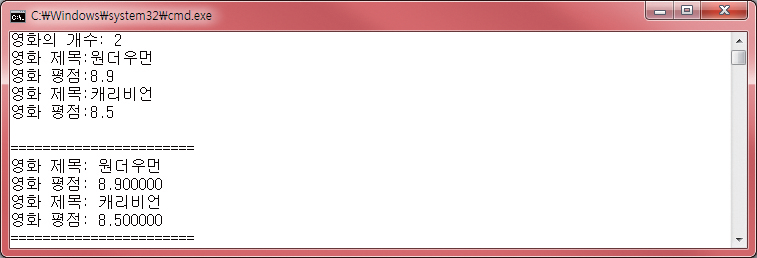 C:₩Windows₩system32₩cmd.exe
영화의 개수: 2
영화 제목:원더우먼
영화 평점:8.9
영화 제목:캐리비언
영화 평점:8.5
=======================
영화 제목: 원더우먼
영화 평점: 8.900000
영화 제목: 캐리비언
영화 평점: 8.500000
=======================